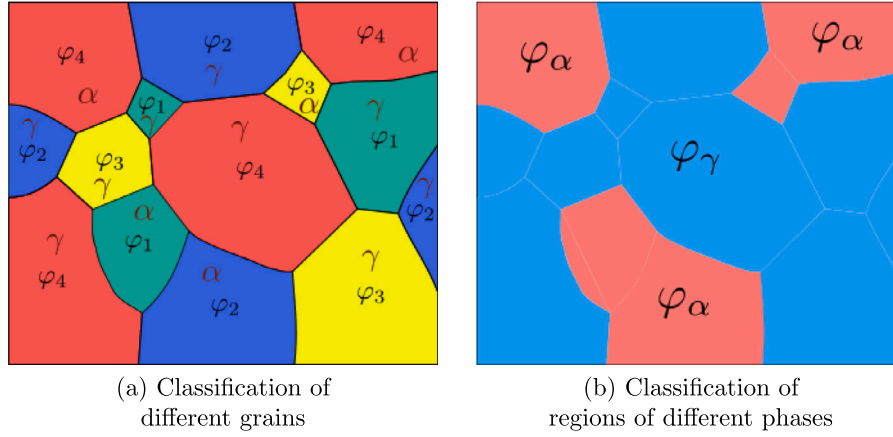 φ4 α
φ2 γ
φ4 α
φ1 γ
φ3 α
γ φ1
γ φ2
φ3 γ
γ φ4
γ φ2
α φ1
γ φ4
α φ2
γ φ3
φα
φα
φγ
φα
(a) Classification of
different grains
(b) Classification of
regions of different phases